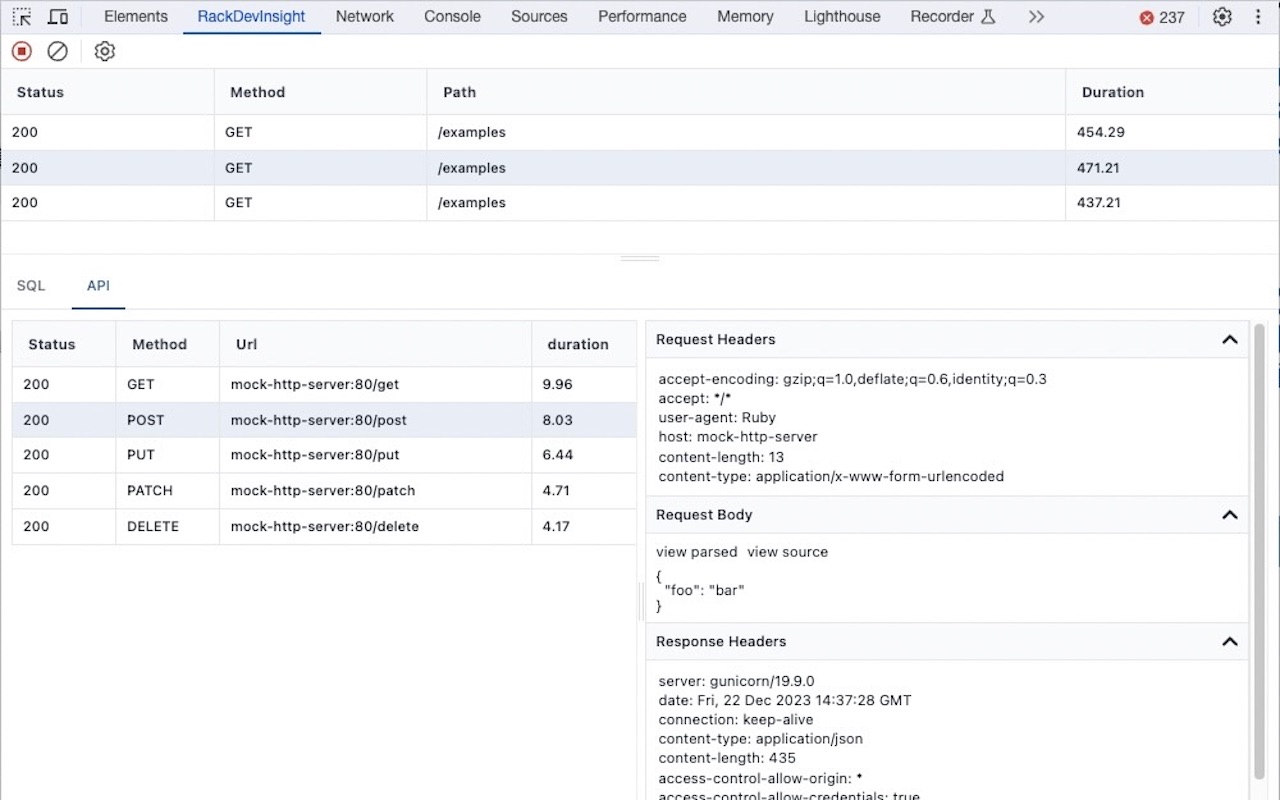 Elements RackDevInsight Network Console Sources Performance Memory Lighthouse Recorder 237
Status Method Path Duration
200 GET /examples 454.29
200 GET /examples 471.21
200 GET /examples 437.21
SQL API
Status Method Url duration
200 GET mock-http-server:80/get 9.96
200 POST mock-http-server:80/post 8.03
200 PUT mock-http-server:80/put 6.44
200 PATCH mock-http-server:80/patch 4.71
200 DELETE mock-http-server:80/delete 4.17
Request Headers
accept-encoding: gzip;q=1.0,deflate;q=0.6,identity;q=0.3
accept: */*
user-agent: Ruby
host: mock-http-server
content-length: 13
content-type: application/x-www-form-urlencoded
Request Body
view parsed view source
{
"foo": "bar"
}
Response Headers
server: gunicorn/19.9.0
date: Fri, 22 Dec 2023 14:37:28 GMT
connection: keep-alive
content-type: application/json
content-length: 435
access-control-allow-origin: *
access-control-allow-credentials: true